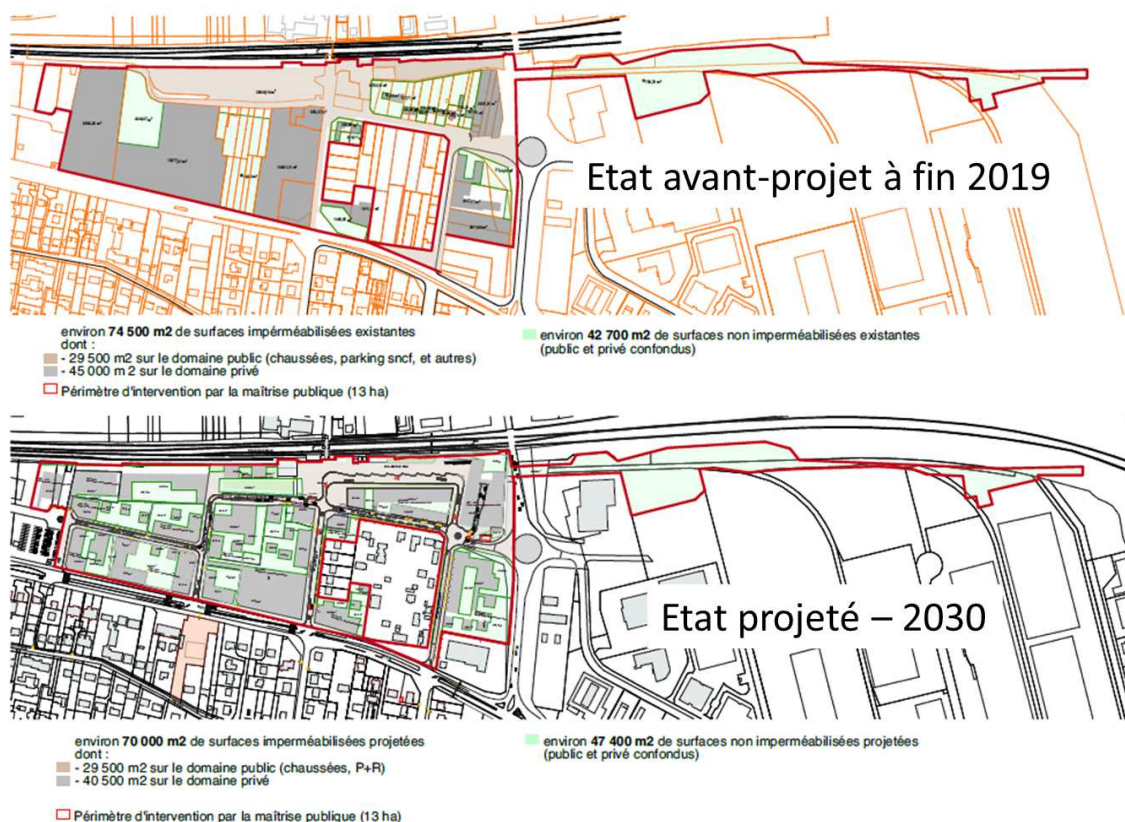 Etat avant-projet à fin 2019
environ 74 500 m2 de surfaces impérméabilisées existantes
dont :
- 29 500 m2 sur le domaine public (chaussées, parking sncf, et autres)
- 45 000 m 2 sur le domaine privé
Périmètre d'intervention par la maîtrise publique (13 ha)
environ 42 700 m2 de surfaces non imperméabilisées existantes
(public et privé confondus)
Etat projeté – 2030
environ 70 000 m2 de surfaces imperméabilisées projetées
dont :
- 29 500 m2 sur le domaine public (chaussées, P+R)
- 40 500 m2 sur le domaine privé
Périmètre d'intervention par la maîtrise publique (13 ha)
environ 47 400 m2 de surfaces non imperméabilisées projetées
(public et privé confondus)